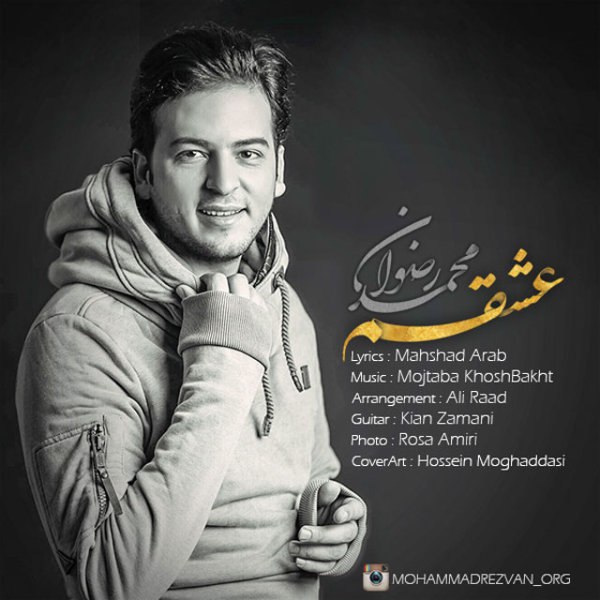 محمد رضوان
عشقم
Lyrics : Mahshad Arab
Music : Mojtaba KhoshBakht
Arrangement : Ali Raad
Guitar : Kian Zamani
Photo : Rosa Amiri
CoverArt : Hossein Moghaddasi
MOHAMMADREZVAN_ORG